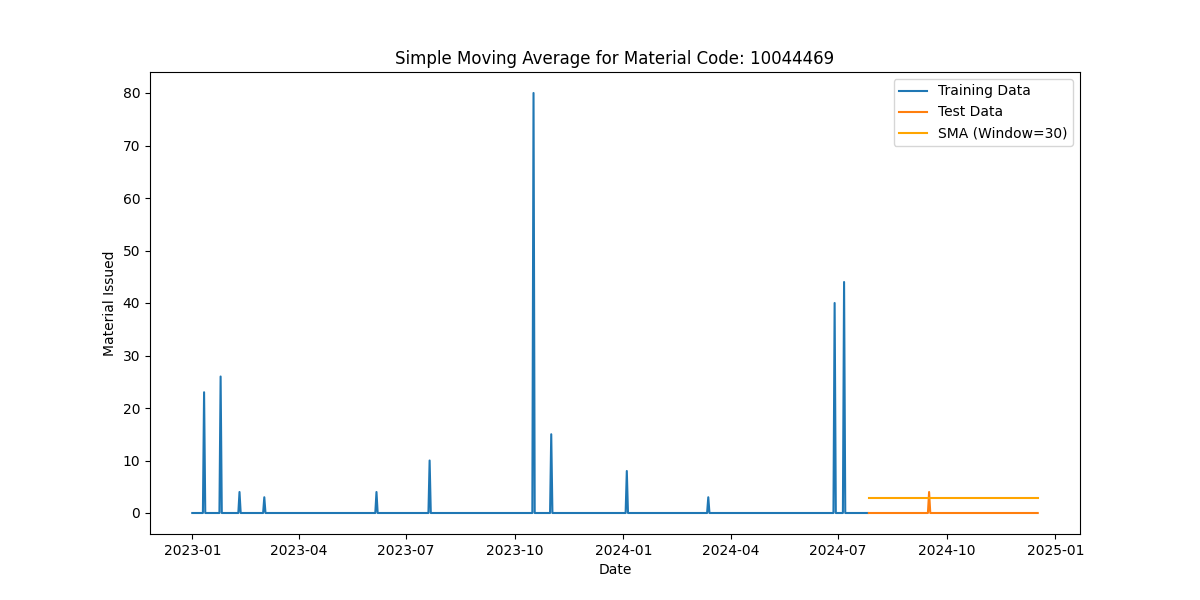 Simple Moving Average for Material Code: 10044469
Training Data
Test Data
SMA (Window=30)
Material Issued
80
70
60
50
40
30
20
10
0
2023-01 2023-04 2023-07 2023-10 2024-01 2024-04 2024-07 2024-10 2025-01
Date